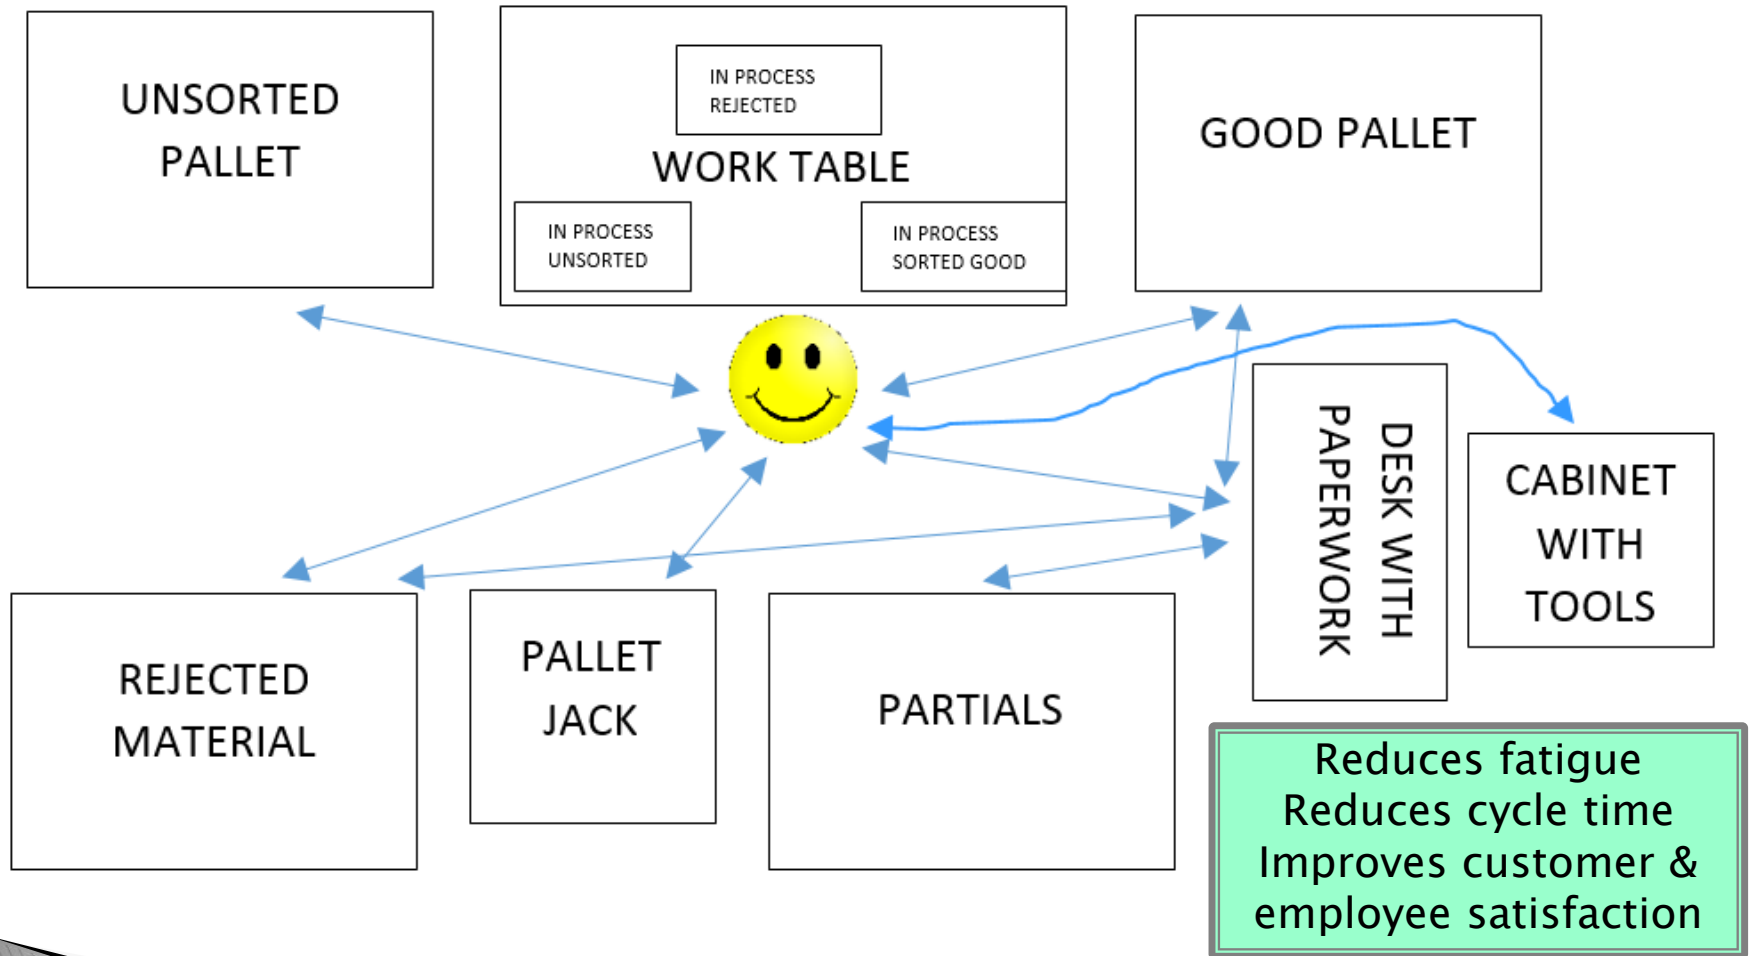 UNSORTED
PALLET
IN PROCESS
REJECTED
WORK TABLE
IN PROCESS
UNSORTED
IN PROCESS
SORTED GOOD
GOOD PALLET
DESK WITH
PAPERWORK
CABINET
WITH
TOOLS
REJECTED
MATERIAL
PALLET
JACK
PARTIALS
Reduces fatigue
Reduces cycle time
Improves customer &
employee satisfaction